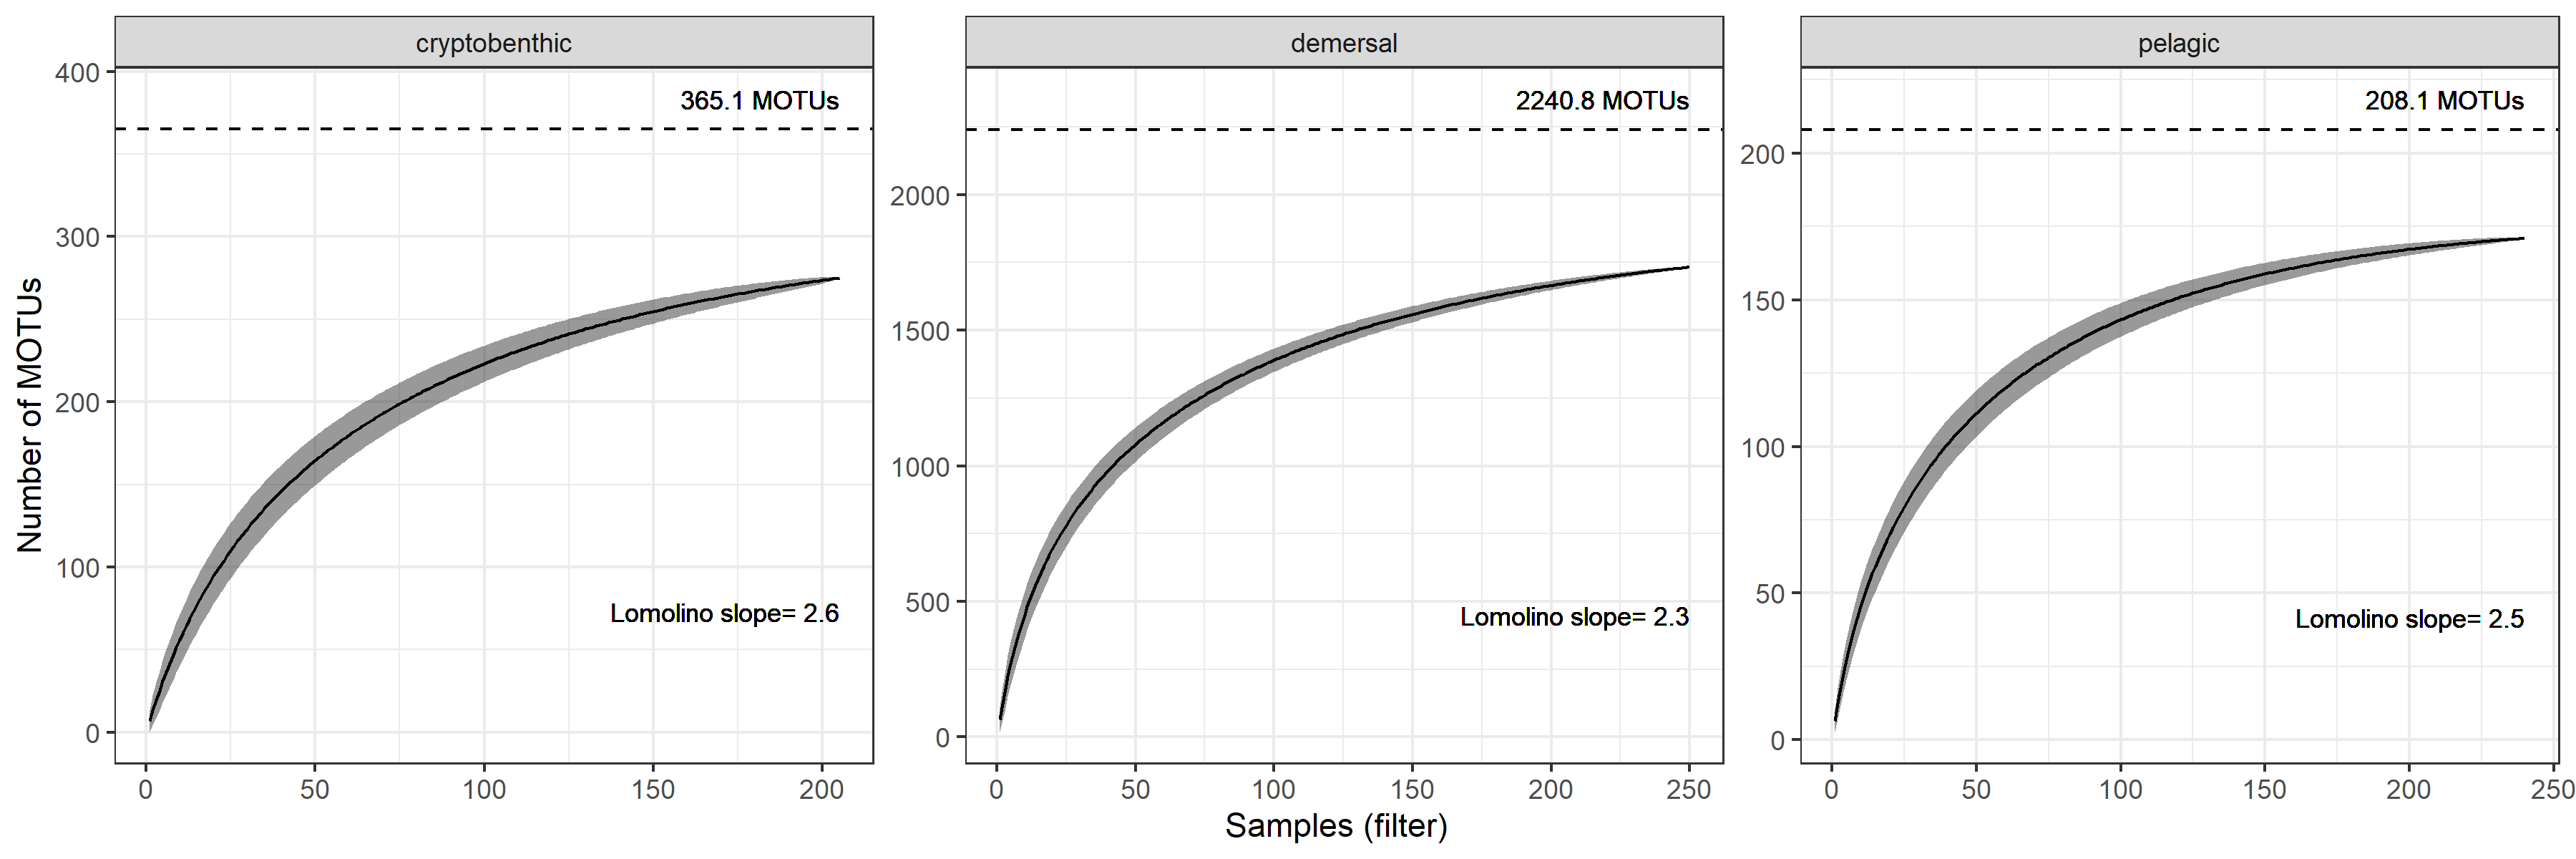 cryptobenthic
demersal
pelagic
Number of MOTUs
400
300
200
100
0
365.1 MOTUs
Lomolino slope= 2.6
0 50 100 150 200
2000
1500
1000
500
0
2240.8 MOTUs
Lomolino slope= 2.3
0 50 100 150 200 250
200
150
100
50
0
208.1 MOTUs
Lomolino slope= 2.5
0 50 100 150 200 250
Samples (filter)